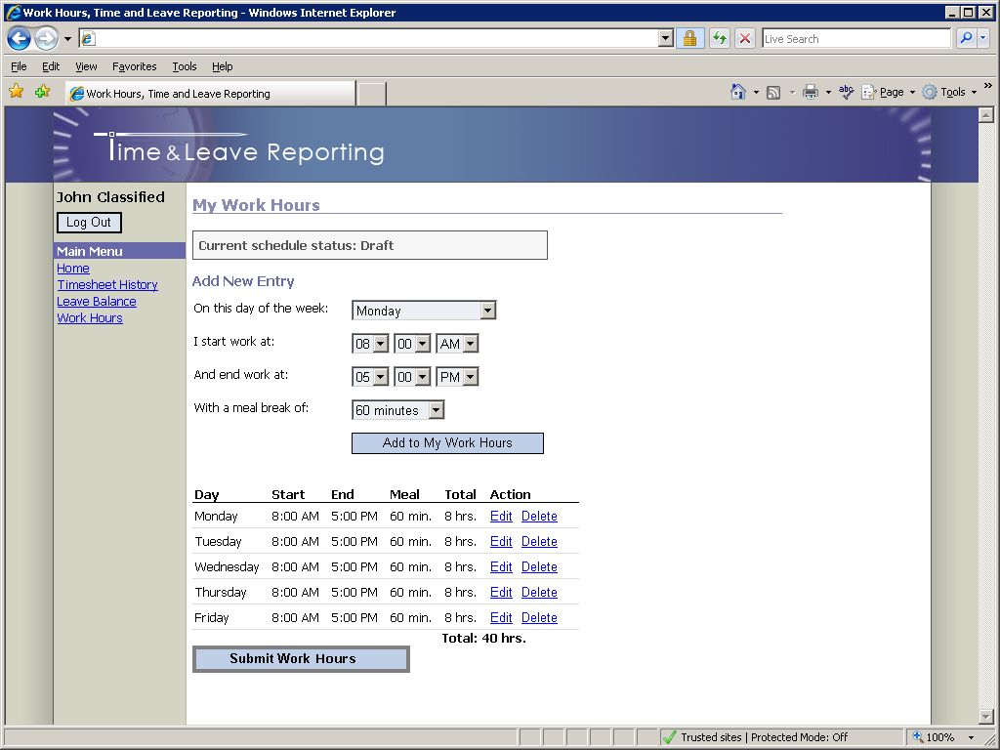 Work Hours, Time and Leave Reporting - Windows Internet Explorer
Live Search
File Edit View Favorites Tools Help
Work Hours, Time and Leave Reporting
abc Page Tools »
Time & Leave Reporting
John Classified
Log Out
Main Menu
Home
Timesheet History
Leave Balance
Work Hours
My Work Hours
Current schedule status: Draft
Add New Entry
On this day of the week: Monday
I start work at: 08 00 AM
And end work at: 05 00 PM
With a meal break of: 60 minutes
Add to My Work Hours
Day Start End Meal Total Action
Monday 8:00 AM 5:00 PM 60 min. 8 hrs. Edit Delete
Tuesday 8:00 AM 5:00 PM 60 min. 8 hrs. Edit Delete
Wednesday 8:00 AM 5:00 PM 60 min. 8 hrs. Edit Delete
Thursday 8:00 AM 5:00 PM 60 min. 8 hrs. Edit Delete
Friday 8:00 AM 5:00 PM 60 min. 8 hrs. Edit Delete
Total: 40 hrs.
Submit Work Hours
Trusted sites | Protected Mode: Off
100%